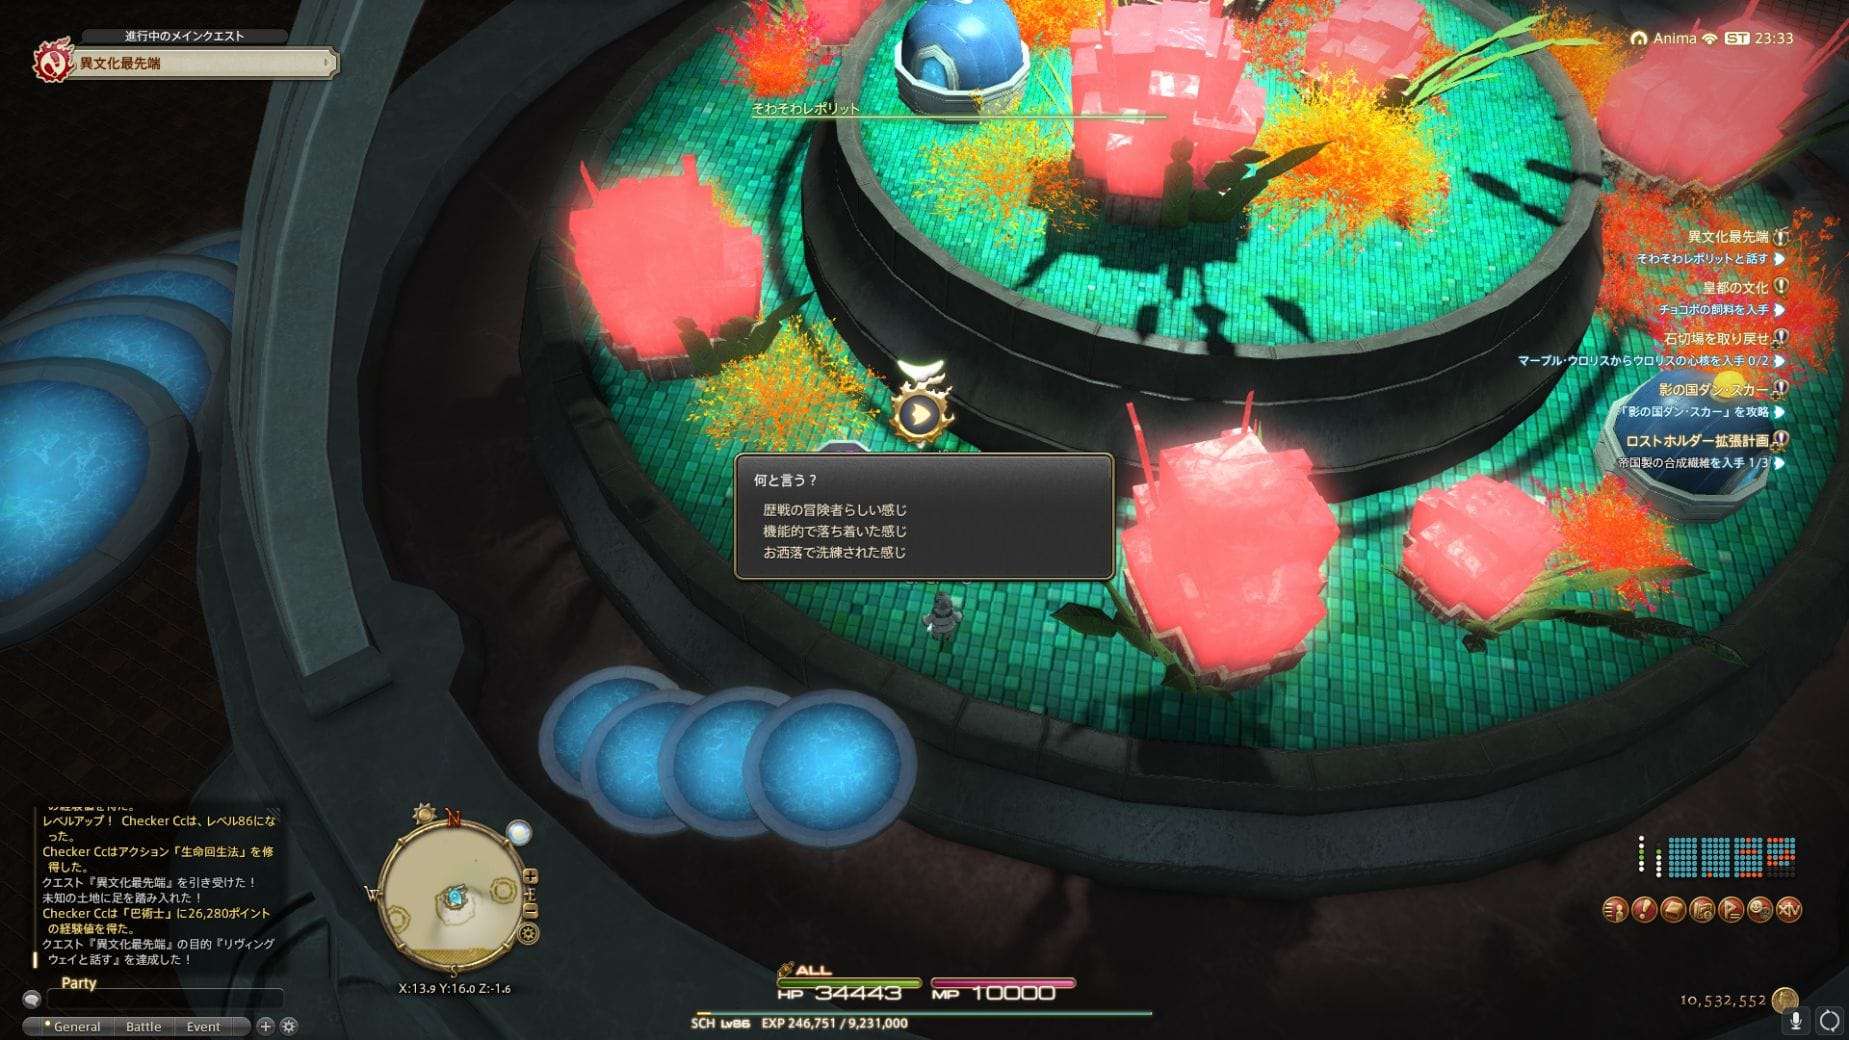 進行中のメインクエスト
異文化最先端
Anima ST 23:33
そわそわレポリット
異文化最先端
そわそわレポリットと話す
皇都の文化
チョコボの飼料を入手
石切場を取り戻せ
マーブル・ウロリスからウロリスの心核を入手 0/2
影の国ダン・スカー
「影の国ダン・スカー」を攻略
ロストホルダー拡張計画
帝国製の合成繊維を入手 1/3
何と言う？
歴戦の冒険者らしい感じ
機能的で落ち着いた感じ
お洒落で洗練された感じ
の経験値を得た。
レベルアップ！ Checker Ccは、レベル86にな
った。
Checker Ccはアクション「生命回生法」を修
得した。
クエスト『異文化最先端』を引き受けた！
未知の土地に足を踏み入れた！
Checker Ccは「巴術士」に26,280ポイント
の経験値を得た。
クエスト『異文化最先端』の目的『リヴィング
ウェイと話す』を達成した！
Party
General Battle Event
N
W
S
X:13.9 Y:16.0 Z:-1.6
ALL
HP 34443 MP 10000
SCH Lv86 EXP 246,751 / 9,231,000
XIV
10,532,552